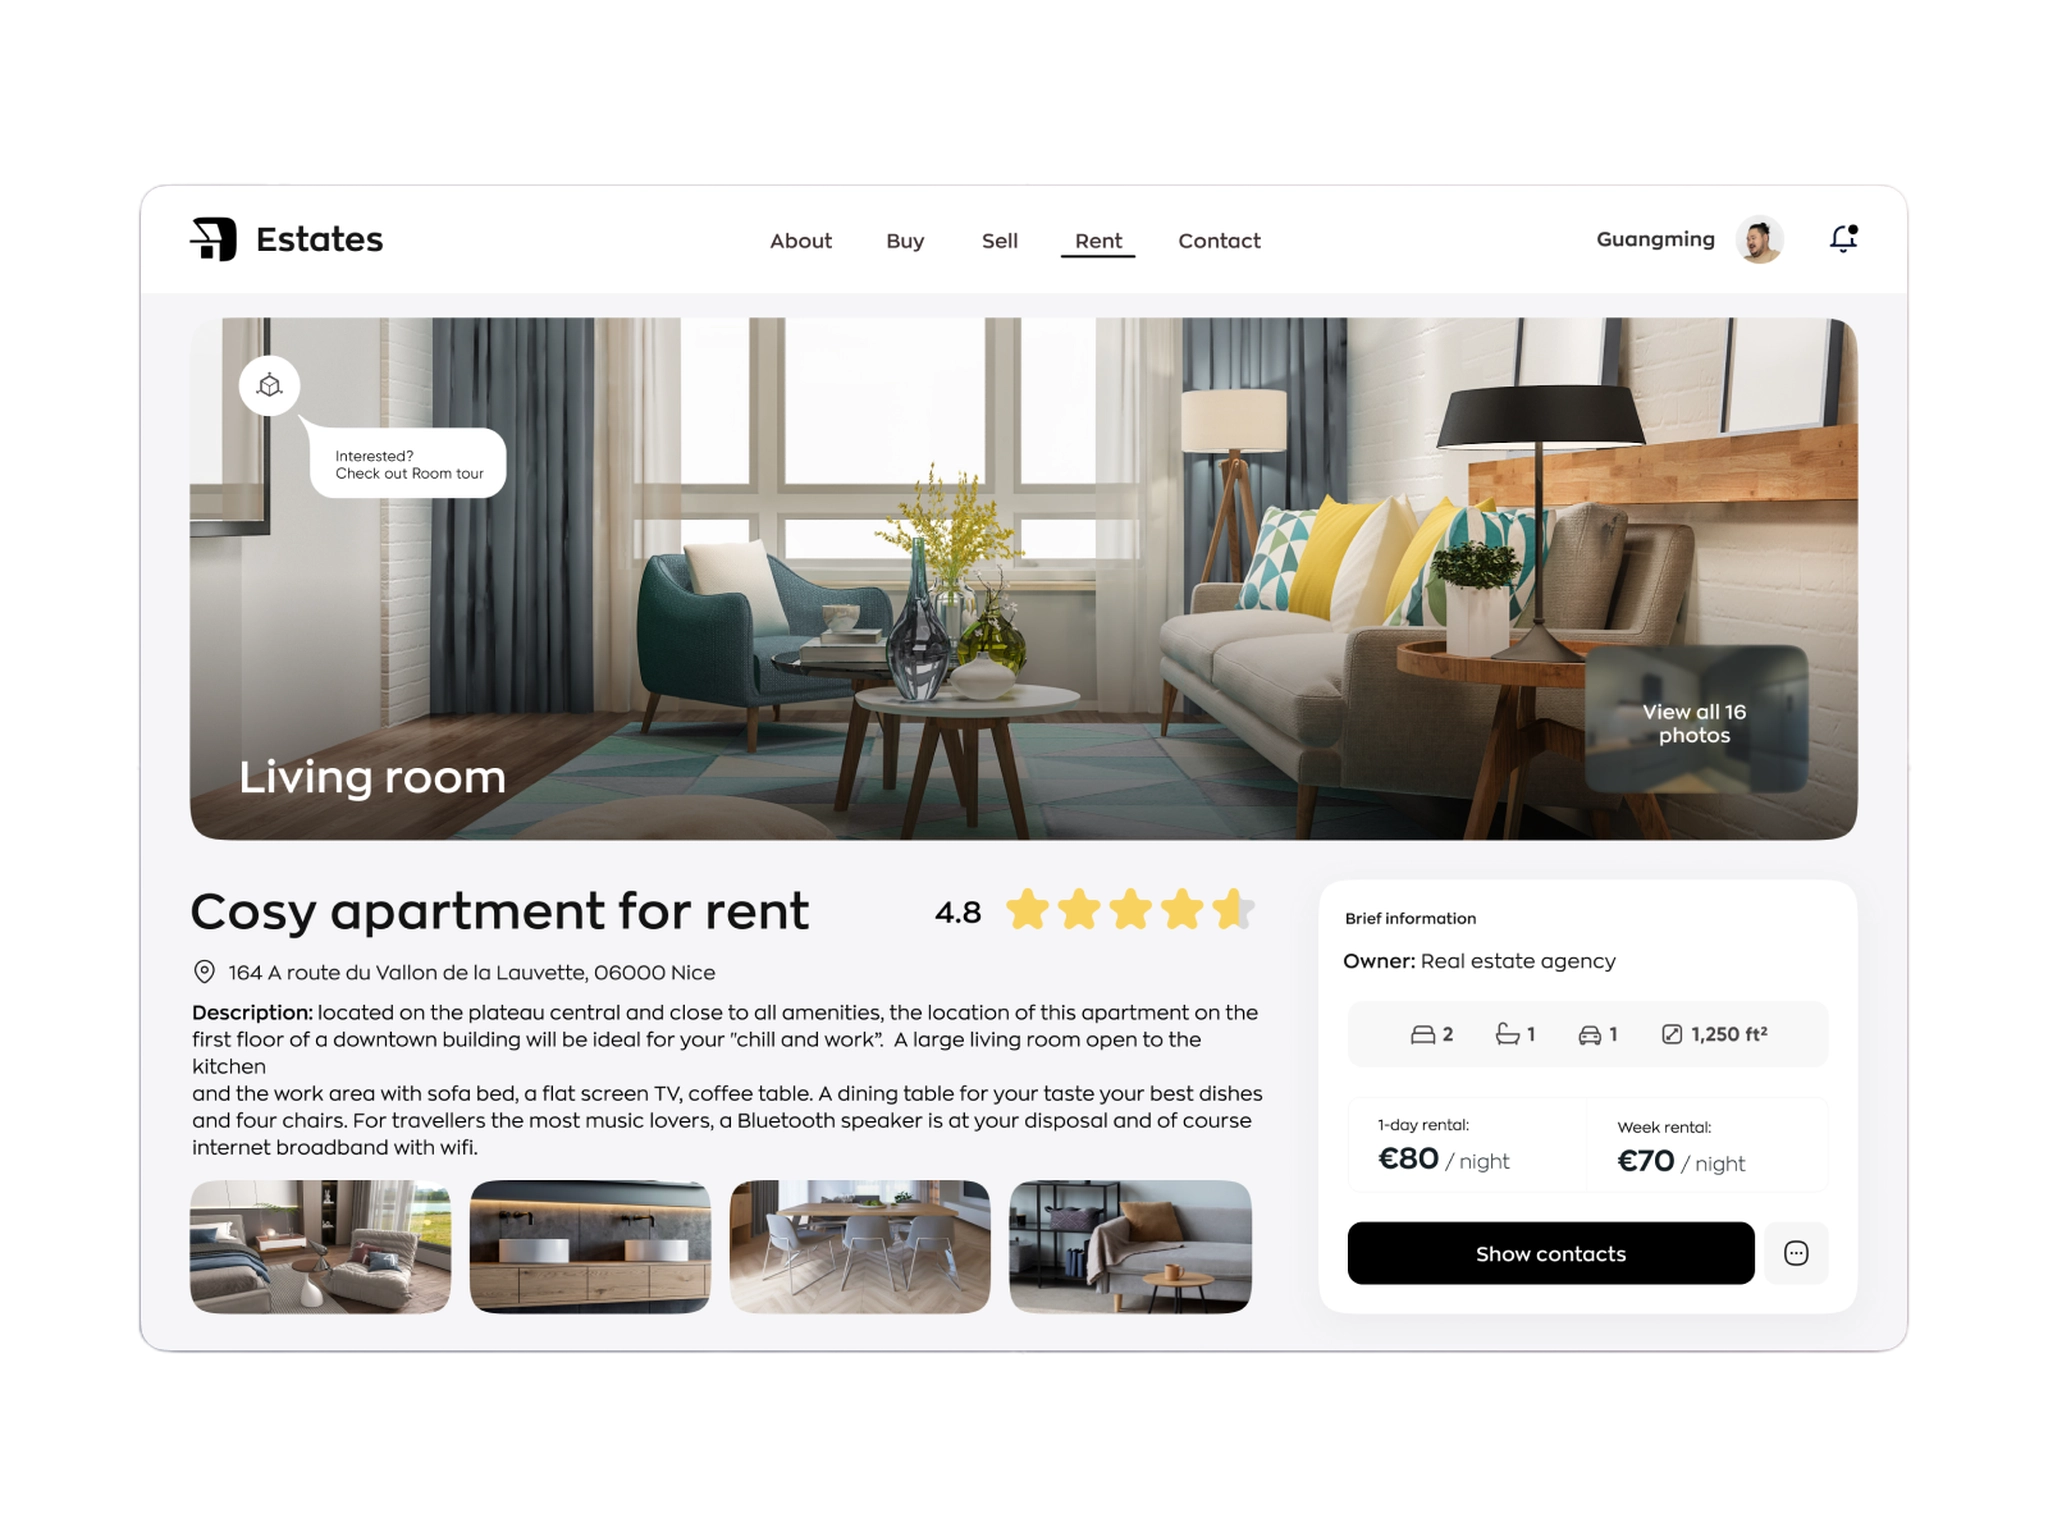 Estates
About
Buy
Sell
Rent
Contact
Guangming
Interested?
Check out Room tour
Living room
View all 16
photos
Cosy apartment for rent
4.8
164 A route du Vallon de la Lauvette, 06000 Nice
Description: located on the plateau central and close to all amenities, the location of this apartment on the
first floor of a downtown building will be ideal for your "chill and work”.  A large living room open to the
kitchen
and the work area with sofa bed, a flat screen TV, coffee table. A dining table for your taste your best dishes
and four chairs. For travellers the most music lovers, a Bluetooth speaker is at your disposal and of course
internet broadband with wifi.
Brief information
Owner: Real estate agency
2
1
1
1,250 ft²
1-day rental:
€80 / night
Week rental:
€70 / night
Show contacts